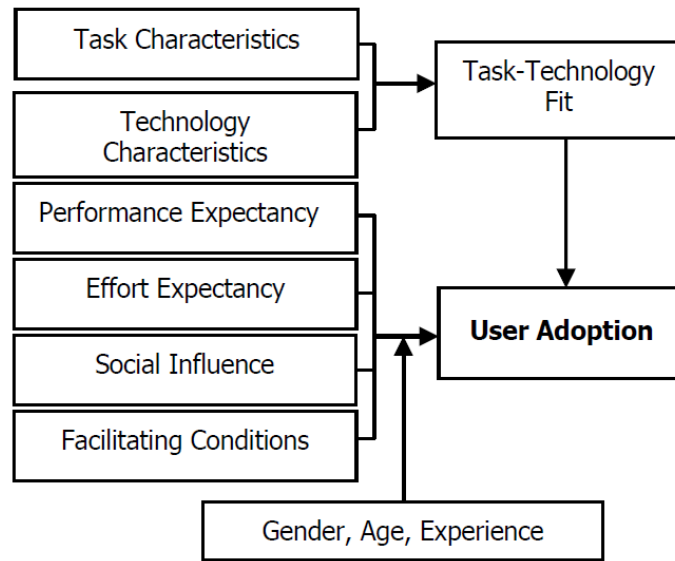 Task Characteristics
Technology
Characteristics
Performance Expectancy
Effort Expectancy
Social Influence
Facilitating Conditions
Task-Technology
Fit
User Adoption
Gender, Age, Experience